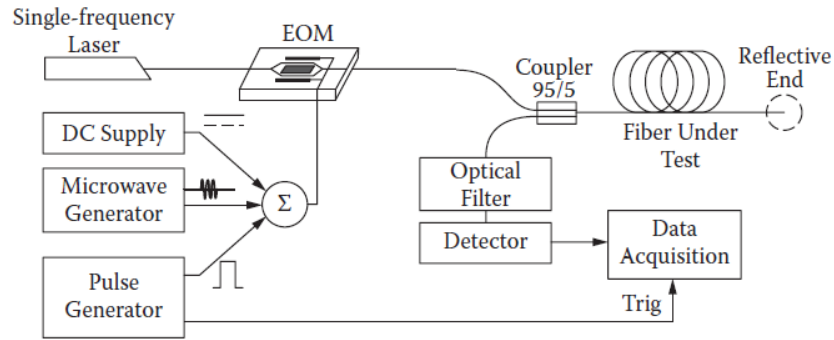 Single-frequency
Laser
EOM
Coupler
95/5
Reflective
End
Fiber Under
Test
DC Supply
Microwave
Generator
Σ
Optical
Filter
Detector
Data
Acquisition
Pulse
Generator
Trig